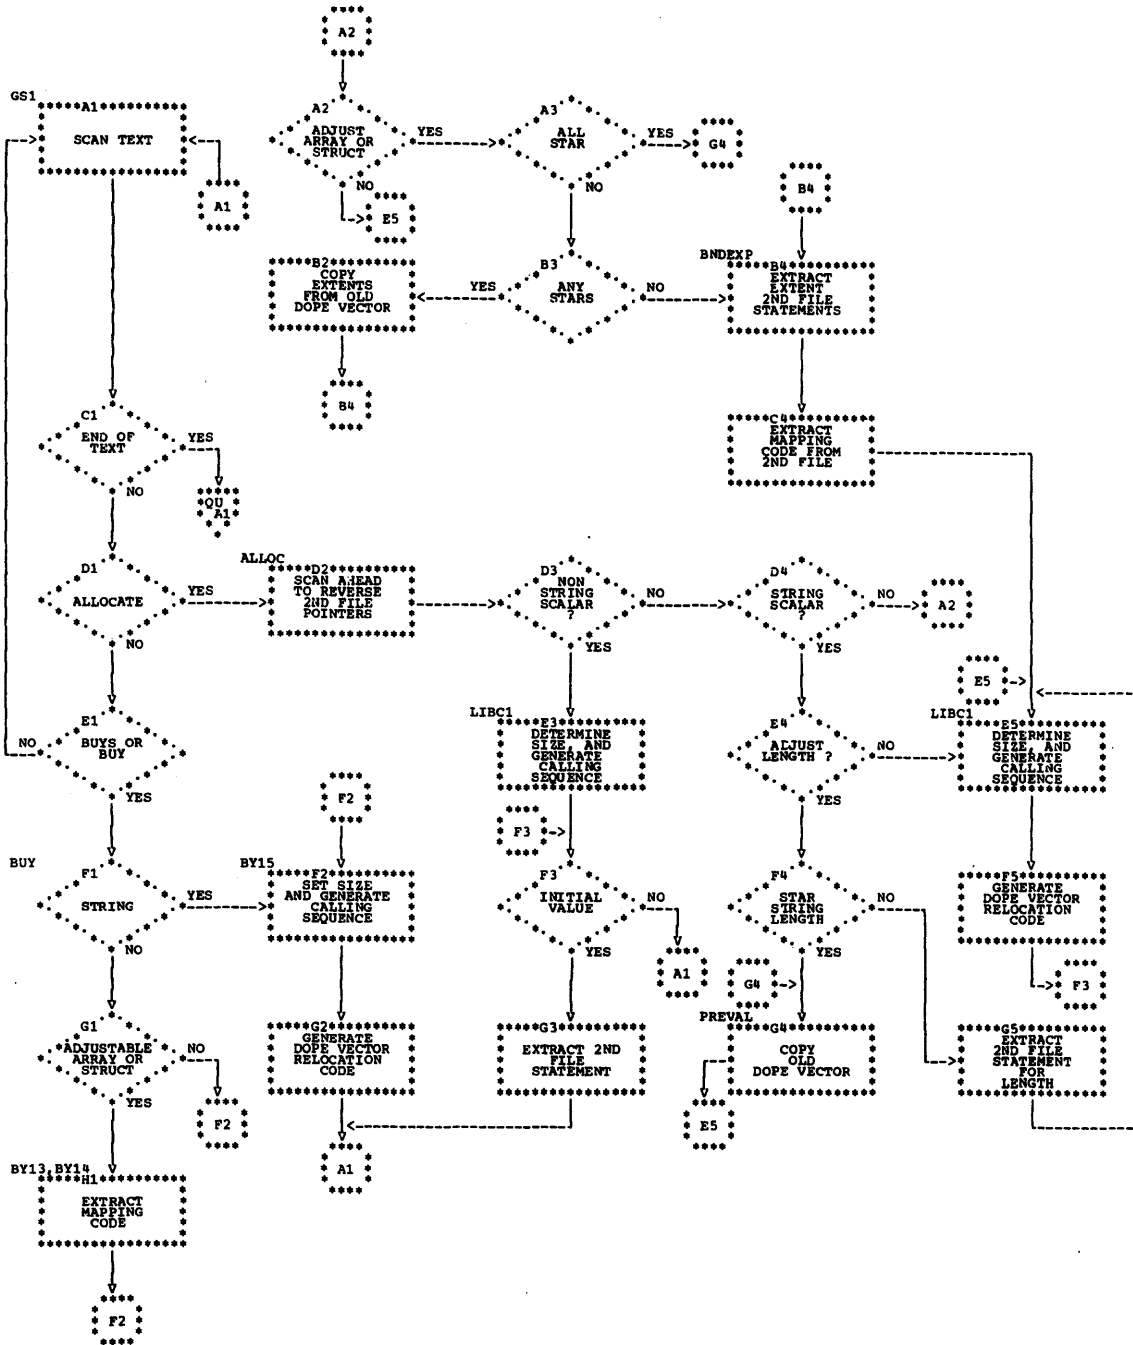 A2
GS1
A1
SCAN TEXT
A1
A2
ADJUST
ARRAY OR
STRUCT
YES
NO
E5
A3
ALL
STAR
YES
G4
NO
B4
B2
COPY
EXTENTS
FROM OLD
DOPE VECTOR
YES
B3
ANY
STARS
NO
BNDEXP
B4
EXTRACT
EXTENT
2ND FILE
STATEMENTS
B4
C1
END OF
TEXT
YES
NO
QU
A1
C4
EXTRACT
MAPPING
CODE FROM
2ND FILE
D1
ALLOCATE
YES
NO
ALLOC
D2
SCAN AHEAD
TO REVERSE
2ND FILE
POINTERS
D3
NON
STRING
SCALAR
?
NO
YES
D4
STRING
SCALAR
?
NO
A2
YES
E5
NO
E1
BUYS OR
BUY
YES
LIBC1
E3
DETERMINE
SIZE, AND
GENERATE
CALLING
SEQUENCE
E4
ADJUST
LENGTH ?
NO
YES
LIBC1
E5
DETERMINE
SIZE, AND
GENERATE
CALLING
SEQUENCE
F2
F3
BUY
F1
STRING
YES
NO
BY15
F2
SET SIZE
AND GENERATE
CALLING
SEQUENCE
F3
INITIAL
VALUE
NO
YES
A1
F4
STAR
STRING
LENGTH
NO
YES
F5
GENERATE
DOPE VECTOR
RELOCATION
CODE
F3
G4
G1
ADJUSTABLE
ARRAY OR
STRUCT
NO
YES
F2
G2
GENERATE
DOPE VECTOR
RELOCATION
CODE
G3
EXTRACT 2ND
FILE
STATEMENT
PREVAL
G4
COPY
OLD
DOPE VECTOR
E5
G5
EXTRACT
2ND FILE
STATEMENT
FOR
LENGTH
A1
BY13,BY14
H1
EXTRACT
MAPPING
CODE
F2